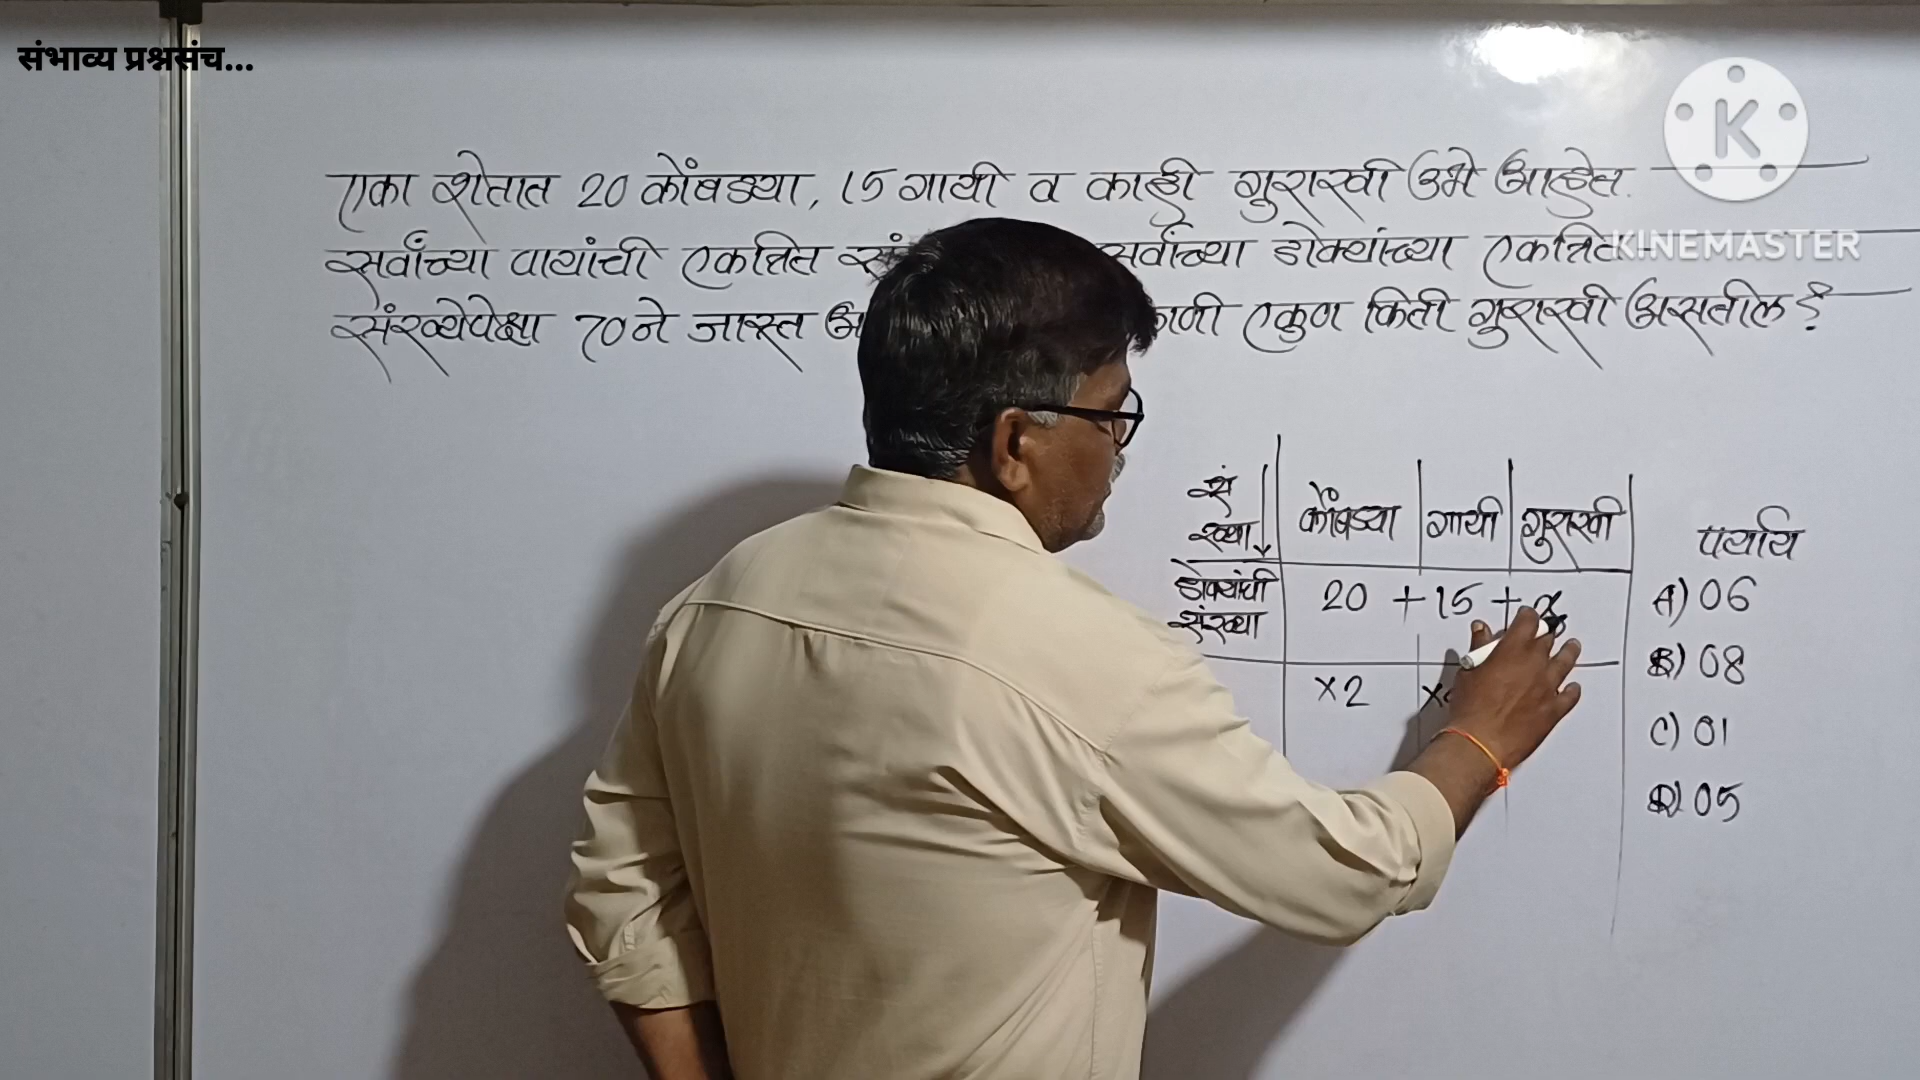 संभाव्य प्रश्नसंच...
KINEMASTER
एका शेतात 20 कोंबड्या, 15 गायी व काही गुराखी उभे आहेत.
सर्वांच्या पायांची एकत्रित सर्वांच्या डोक्यांच्या एकत्रित
संख्येपेक्षा 70ने जास्त एकुण किती गुराखी असतील ?
संख्या कोंबड्या गायी गुराखी
डोक्यांची संख्या 20 + 15 +
×2
पर्याय
A) 06
B) 08
C) 01
D) 05